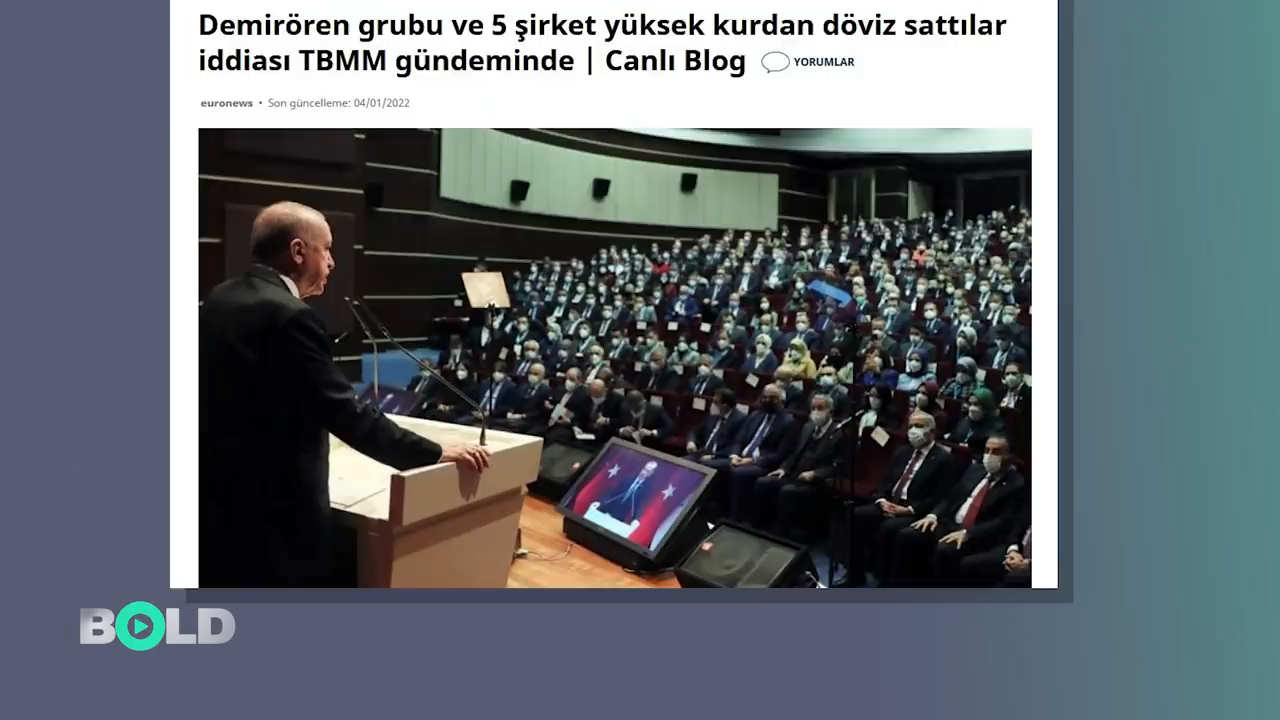 Demirören grubu ve 5 şirket yüksek kurdan döviz sattılar
iddiası TBMM gündeminde | Canlı Blog YORUMLAR
euronews • Son güncelleme: 04/01/2022
BOLD